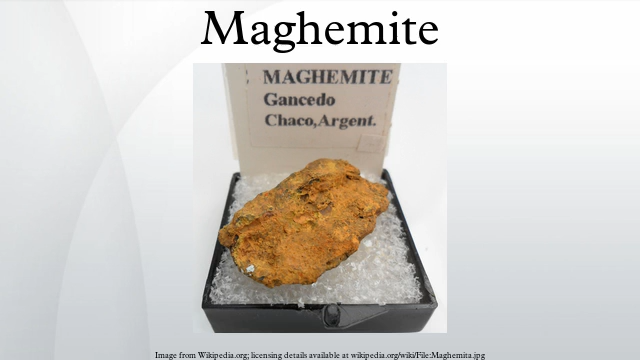 Maghemite
MAGHEMITE
Gancedo
Chaco,Argent.
Image from Wikipedia.org; licensing details available at wikipedia.org/wiki/File:Maghemita.jpg